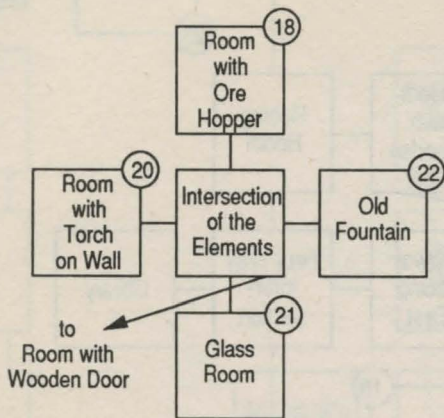 18
Room
with
Ore
Hopper
20
Room
with
Torch
on Wall
Intersection
of the
Elements
22
Old
Fountain
to
Room with
Wooden Door
21
Glass
Room